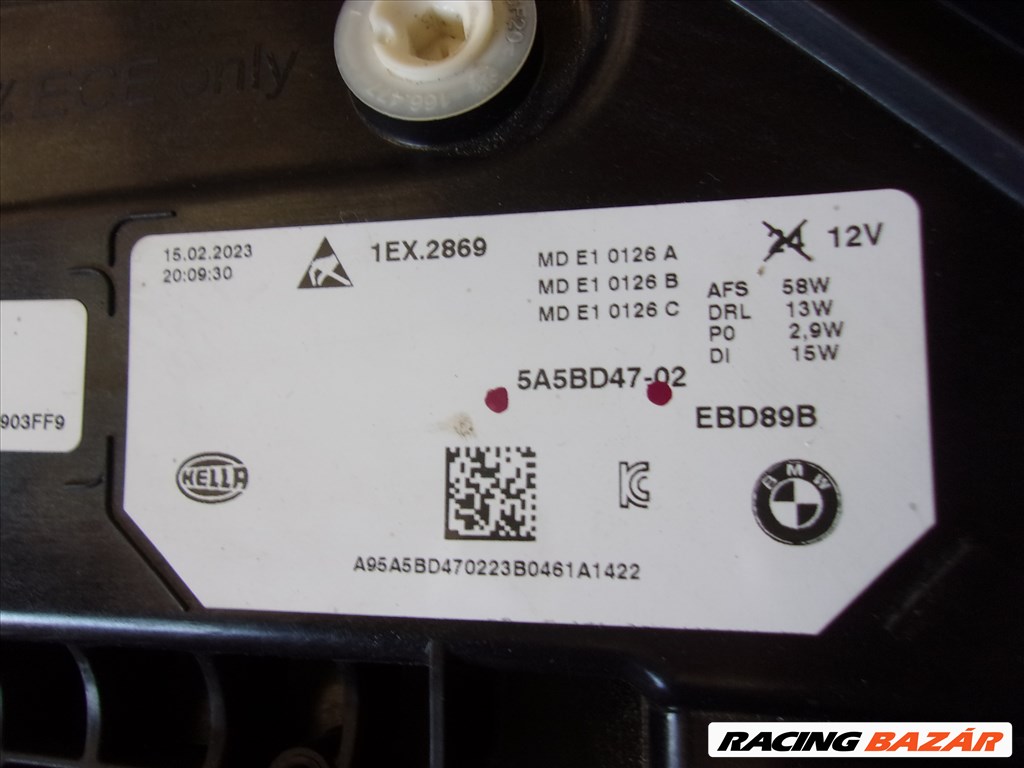 ECE only
15.02.2023
20:09:30
1EX.2869
MD E1 0126 A
MD E1 0126 B
MD E1 0126 C
24 12V
AFS 58W
DRL 13W
PO 2,9W
DI 15W
5A5BD47-02
EBD89B
903FF9
HELLA
BMW
A95A5BD470223B0461A1422
RACING BAZÁR